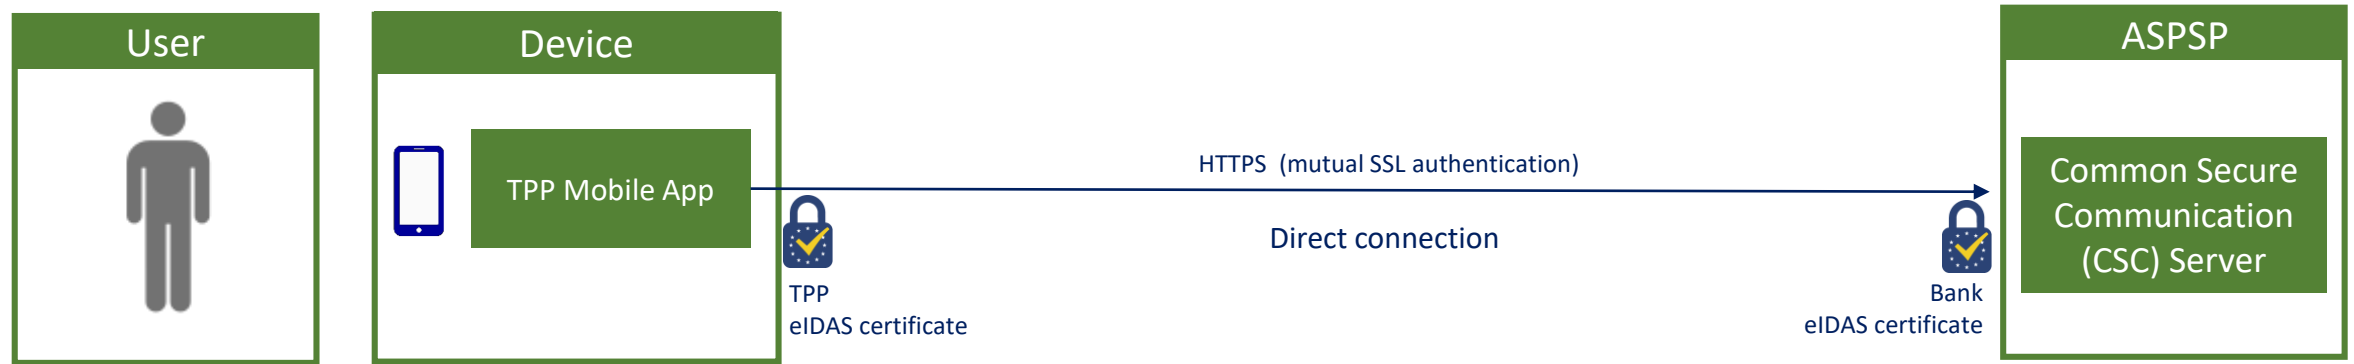 User
Device
ASPSP
TPP Mobile App
HTTPS  (mutual SSL authentication)
Direct connection
TPP
eIDAS certificate
Bank
eIDAS certificate
Common Secure
Communication
(CSC) Server